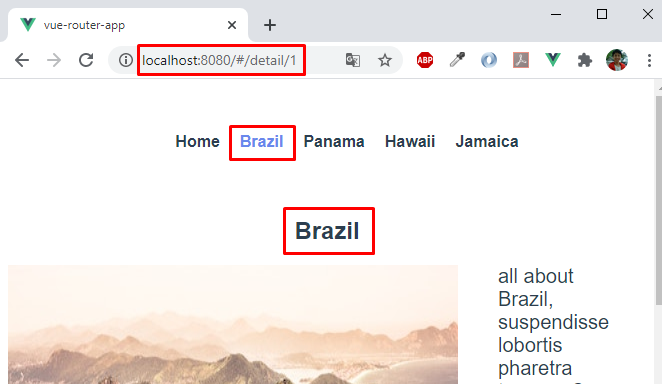 vue-router-app
localhost:8080/#/detail/1
ABP
Home Brazil Panama Hawaii Jamaica
Brazil
all about
Brazil,
suspendisse
lobortis
pharetra